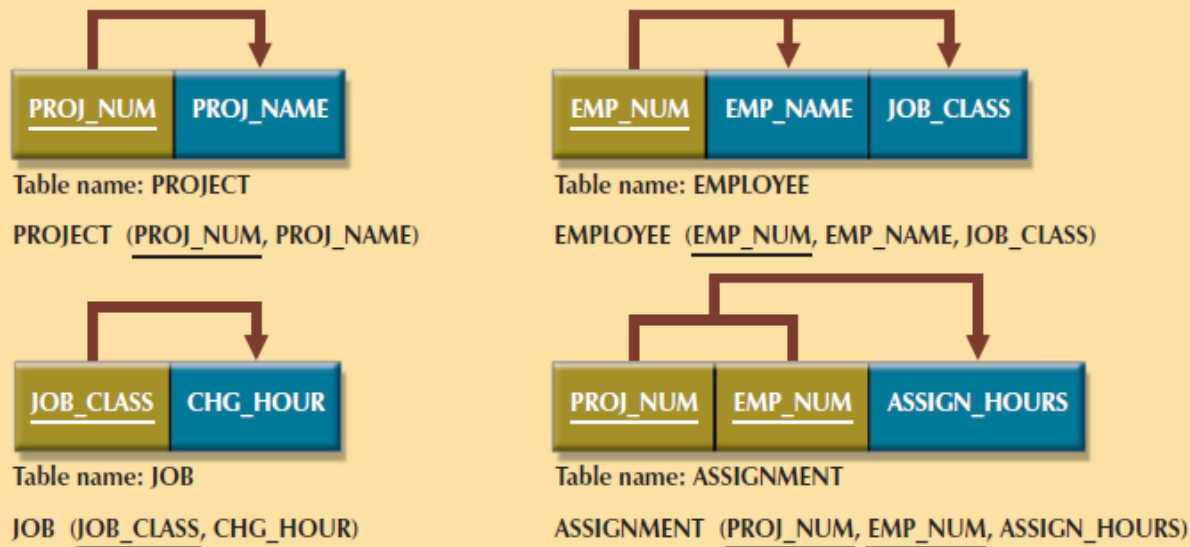 PROJ_NUM PROJ_NAME
Table name: PROJECT
PROJECT (PROJ_NUM, PROJ_NAME)
EMP_NUM EMP_NAME JOB_CLASS
Table name: EMPLOYEE
EMPLOYEE (EMP_NUM, EMP_NAME, JOB_CLASS)
JOB_CLASS CHG_HOUR
Table name: JOB
JOB (JOB_CLASS, CHG_HOUR)
PROJ_NUM EMP_NUM ASSIGN_HOURS
Table name: ASSIGNMENT
ASSIGNMENT (PROJ_NUM, EMP_NUM, ASSIGN_HOURS)